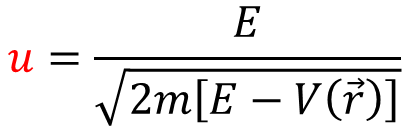 u = E / √(2m[E − V(r⃗)])